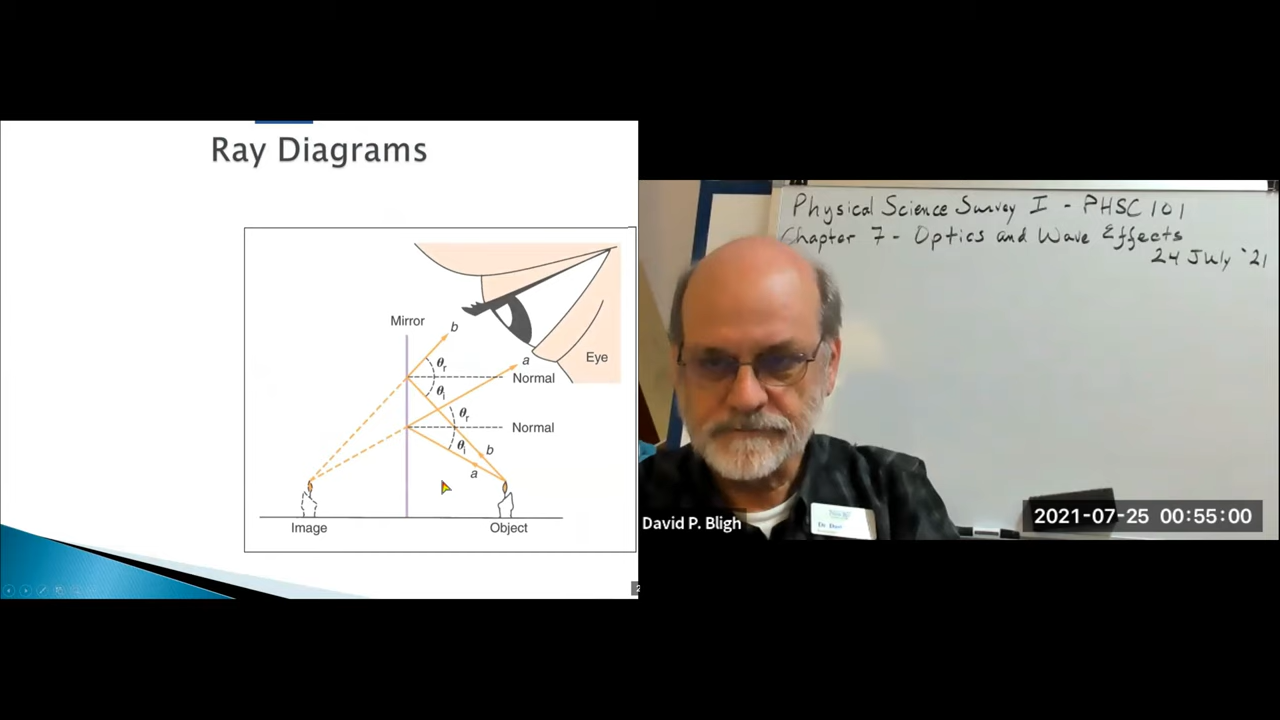 Ray Diagrams
Mirror
b
θr
a
Eye
θi
Normal
θr
Normal
θi
b
a
Image
Object
Physical Science Survey I - PHSC 101
Chapter 7 - Optics and Wave Effects
24 July '21
David P. Bligh
2021-07-25 00:55:00